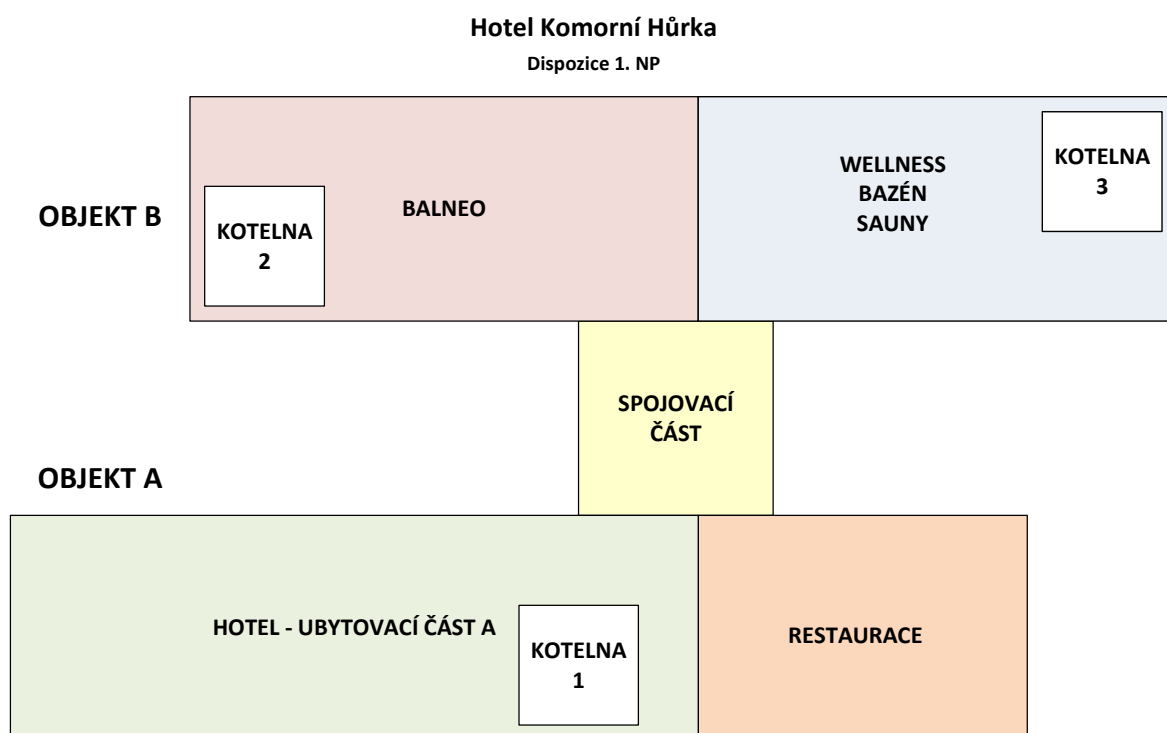 Hotel Komorní Hůrka
Dispozice 1. NP
OBJEKT B
KOTELNA
2
BALNEO
WELLNESS
BAZÉN
SAUNY
KOTELNA
3
SPOJOVACÍ
ČÁST
OBJEKT A
HOTEL - UBYTOVACÍ ČÁST A
KOTELNA
1
RESTAURACE